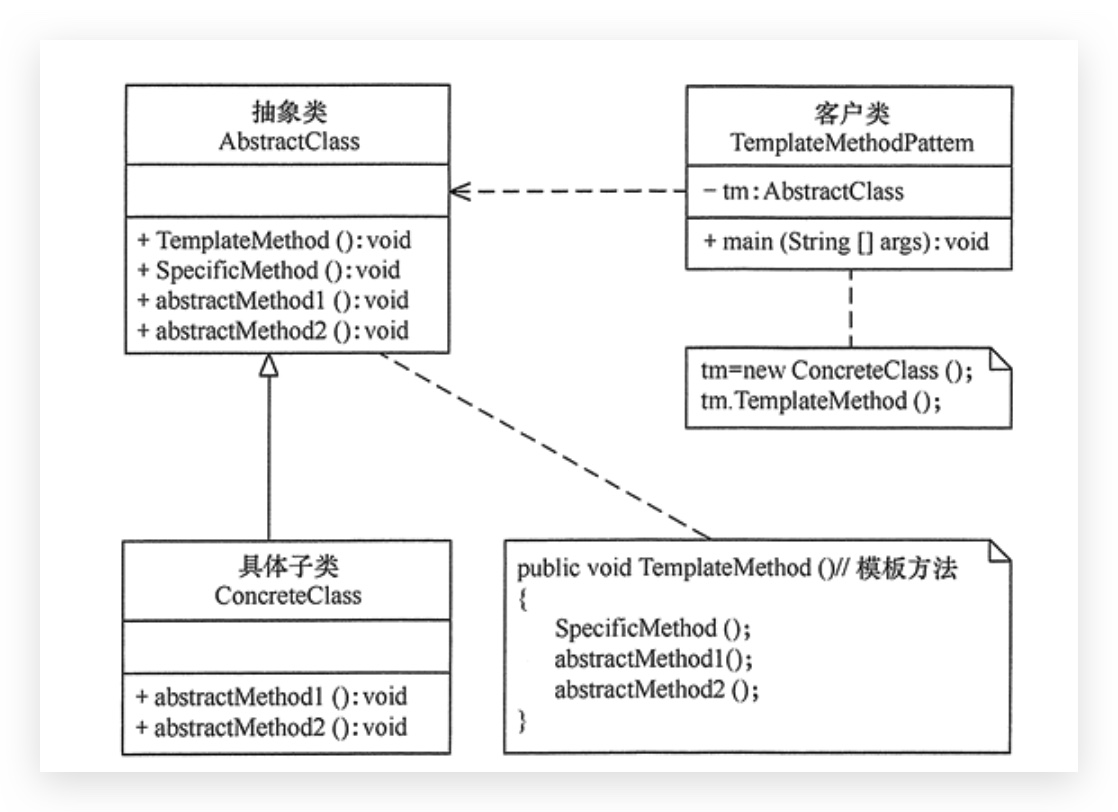 抽象类
AbstractClass
+ TemplateMethod (): void
+ SpecificMethod (): void
+ abstractMethod1 (): void
+ abstractMethod2 (): void
客户类
TemplateMethodPattem
− tm: AbstractClass
+ main (String [] args): void
tm=new ConcreteClass ();
tm.TemplateMethod ();
具体子类
ConcreteClass
+ abstractMethod1 (): void
+ abstractMethod2 (): void
public void TemplateMethod ()// 模板方法
{
SpecificMethod ();
abstractMethod1();
abstractMethod2 ();
}